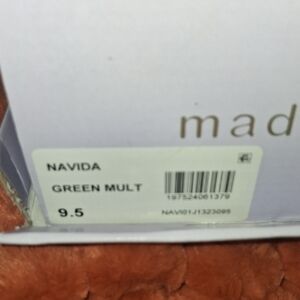 mad
NAVIDA
GREEN MULT
197524061379
9.5
NAVI01J1323095